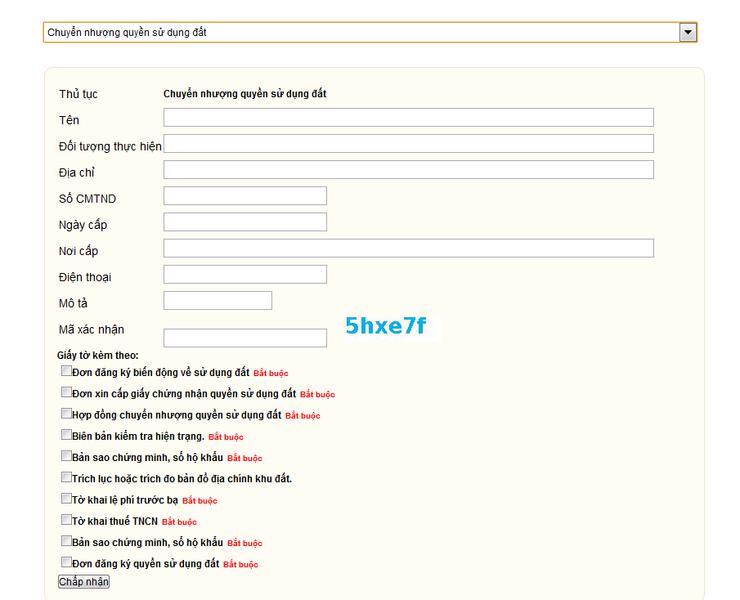 Chuyển nhượng quyền sử dụng đất
Thủ tục Chuyển nhượng quyền sử dụng đất
Tên
Đối tượng thực hiện
Địa chỉ
Số CMTND
Ngày cấp
Nơi cấp
Điện thoại
Mô tả
Mã xác nhận 5hxe7f
Giấy tờ kèm theo:
Đơn đăng ký biến động về sử dụng đất Bắt buộc
Đơn xin cấp giấy chứng nhận quyền sử dụng đất Bắt buộc
Hợp đồng chuyển nhượng quyền sử dụng đất Bắt buộc
Biên bản kiểm tra hiện trạng. Bắt buộc
Bản sao chứng minh, sổ hộ khẩu Bắt buộc
Trích lục hoặc trích đo bản đồ địa chính khu đất.
Tờ khai lệ phí trước bạ Bắt buộc
Tờ khai thuế TNCN Bắt buộc
Bản sao chứng minh, sổ hộ khẩu Bắt buộc
Đơn đăng ký quyền sử dụng đất Bắt buộc
Chấp nhận